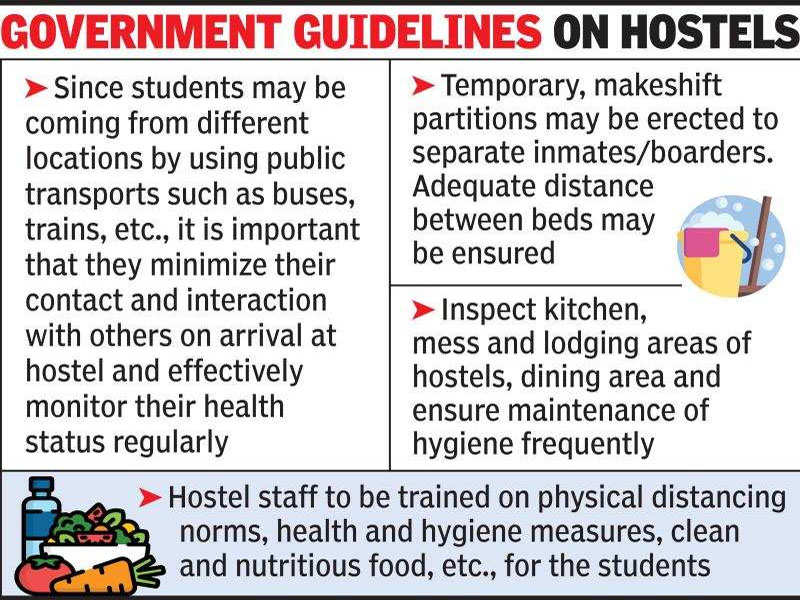 GOVERNMENT GUIDELINES ON HOSTELS
➤ Since students may be
coming from different
locations by using public
transports such as buses,
trains, etc., it is important
that they minimize their
contact and interaction
with others on arrival at
hostel and effectively
monitor their health
status regularly
➤ Temporary, makeshift
partitions may be erected to
separate inmates/boarders.
Adequate distance
between beds may
be ensured
➤ Inspect kitchen,
mess and lodging areas of
hostels, dining area and
ensure maintenance of
hygiene frequently
➤ Hostel staff to be trained on physical distancing
norms, health and hygiene measures, clean
and nutritious food, etc., for the students